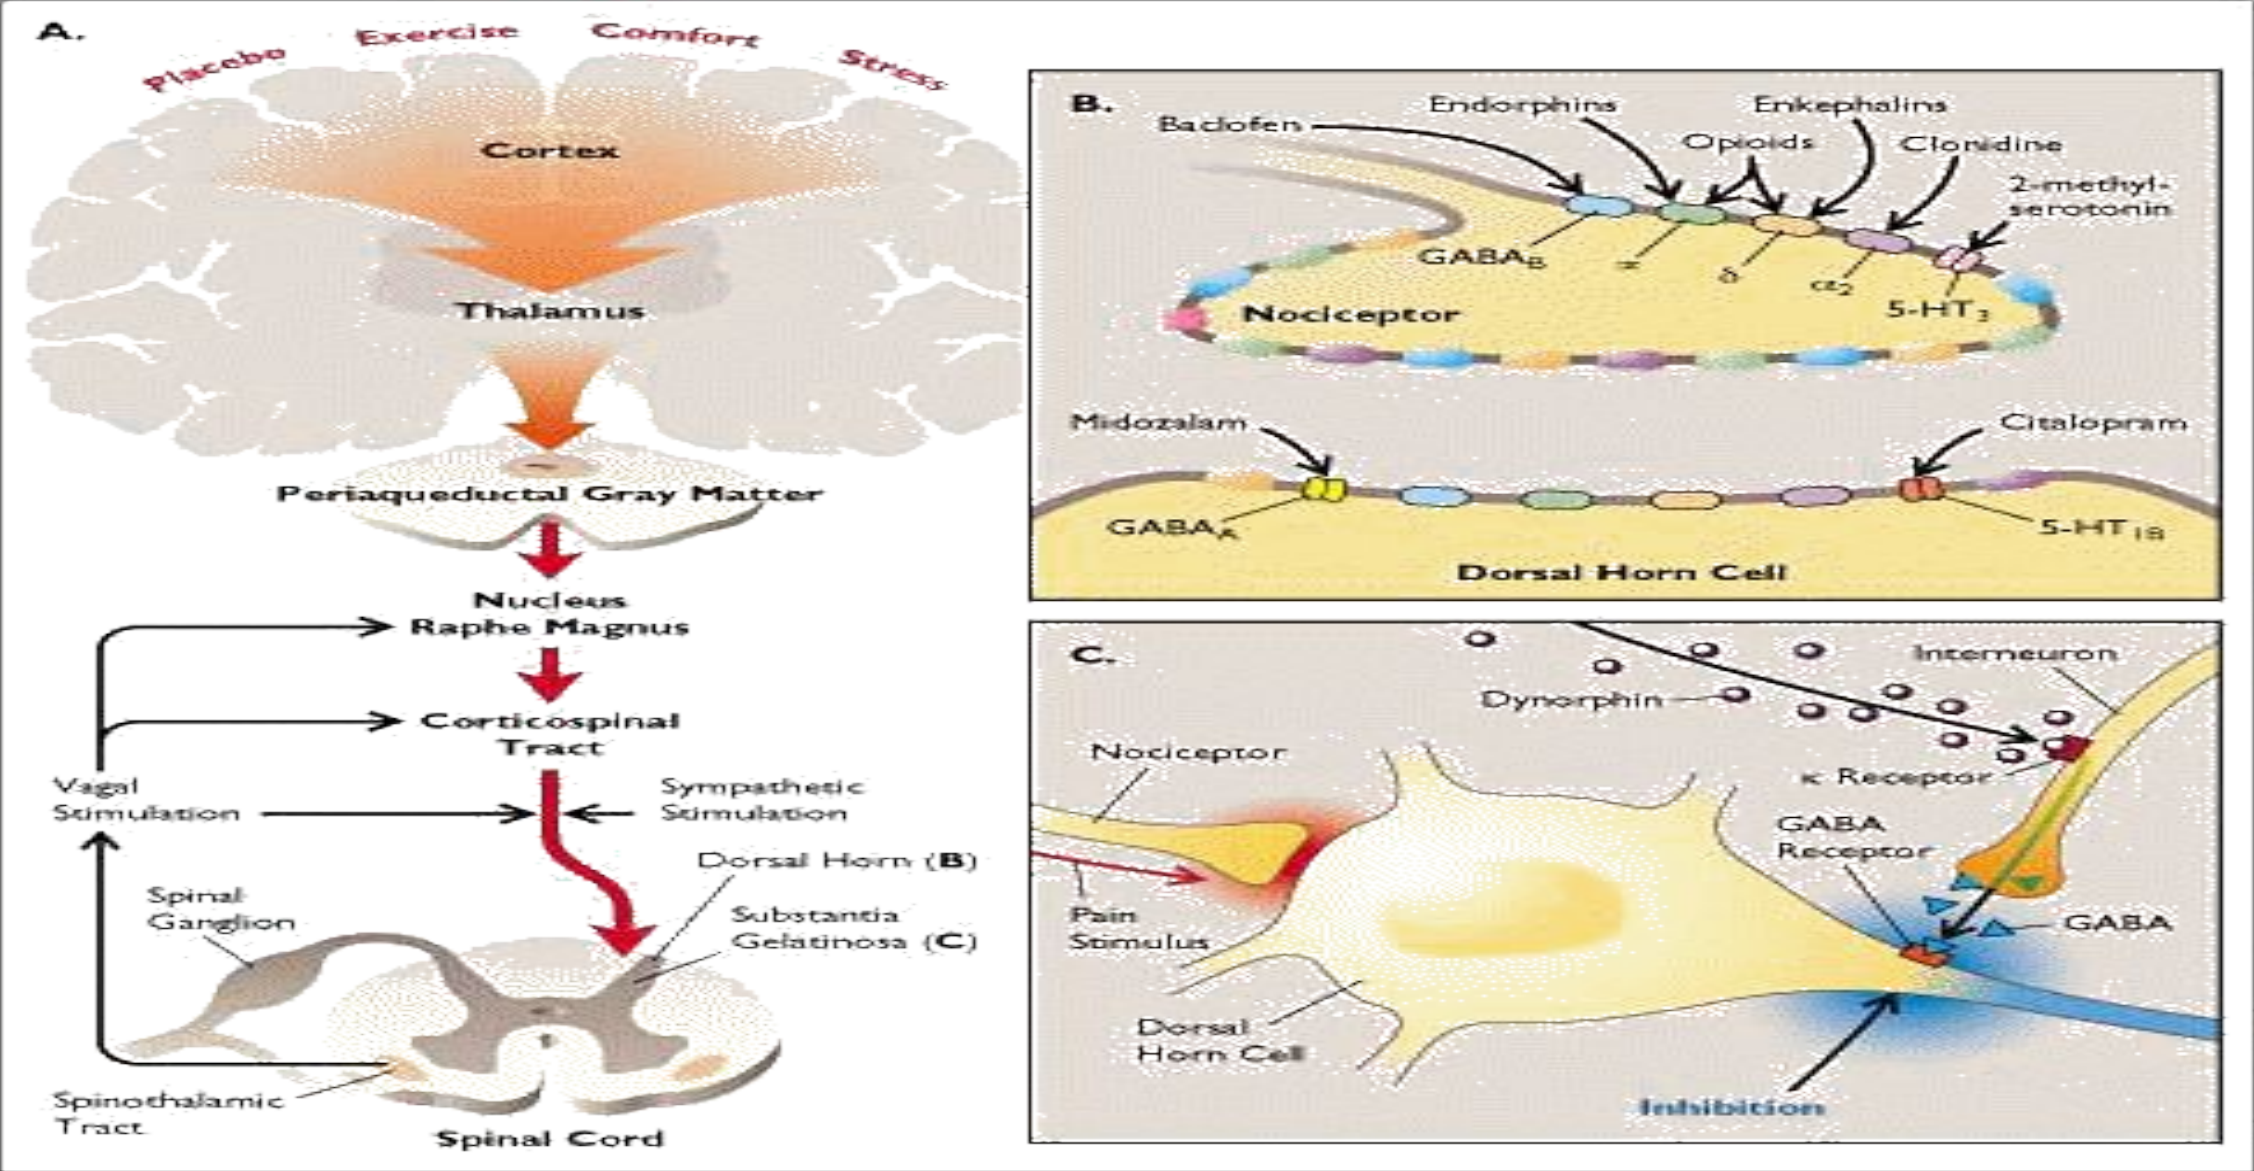 A.
Placebo
Exercise
Comfort
Stress
Cortex
Thalamus
Periaqueductal Gray Matter
Nucleus
Raphe Magnus
Corticospinal
Tract
Vagal
Stimulation
Sympathetic
Stimulation
Dorsal Horn (B)
Spinal
Ganglion
Substantia
Gelatinosa (C)
Spinothalamic
Tract
Spinal Cord
B.
Baclofen
Endorphins
Enkephalins
Opioids
Clonidine
2-methyl-
serotonin
GABAB
δ
α2
5-HT3
Nociceptor
Midozalam
Citalopram
GABAA
5-HT1B
Dorsal Horn Cell
C.
Interneuron
Dynorphin
Nociceptor
κ Receptor
GABA
Receptor
Pain
Stimulus
GABA
Dorsal
Horn Cell
Inhibition